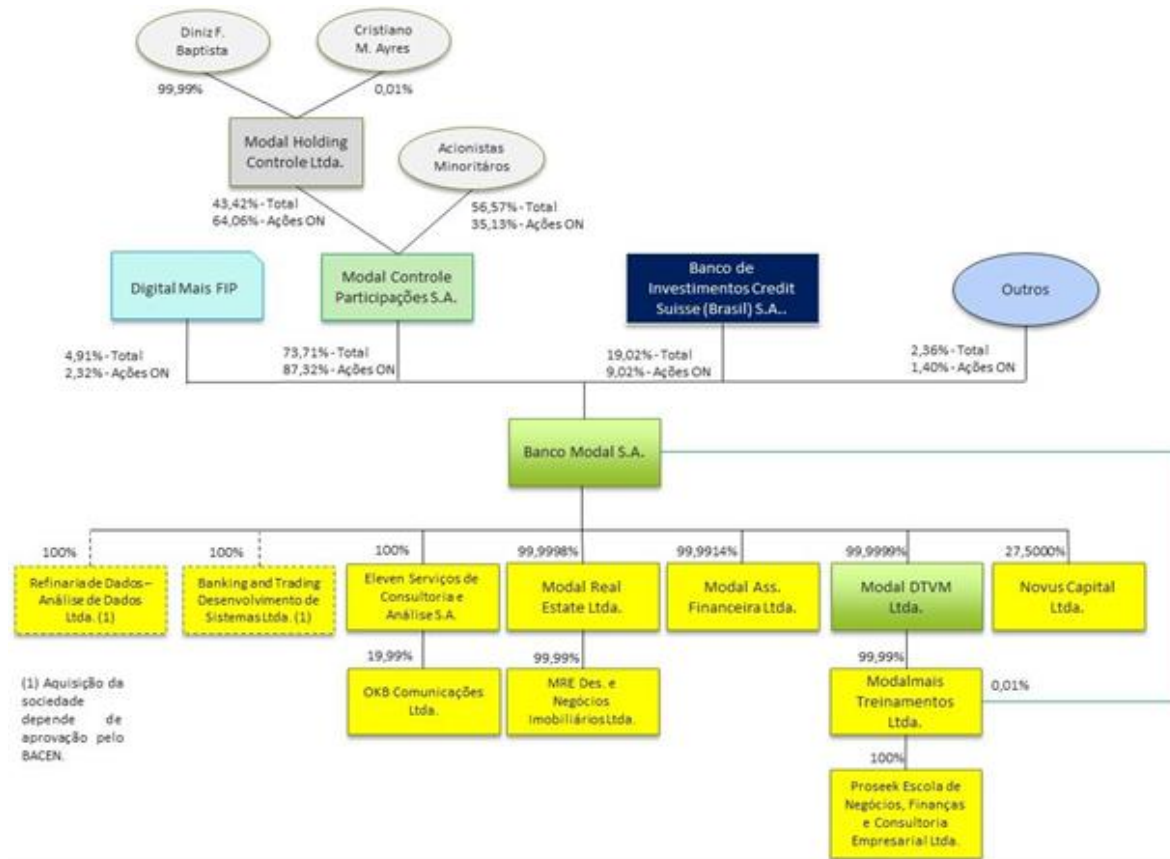 Diniz F.
Baptista
Cristiano
M. Ayres
99,99%
0,01%
Modal Holding
Controle Ltda.
Acionistas
Minoritáros
43,42% - Total
64,06% - Ações ON
56,57% - Total
35,13% - Ações ON
Digital Mais FIP
Modal Controle
Participações S.A.
Banco de
Investimentos Credit
Suisse (Brasil) S.A..
Outros
4,91% - Total
2,32% - Ações ON
73,71% - Total
87,32% - Ações ON
19,02% - Total
9,02% - Ações ON
2,36% - Total
1,40% - Ações ON
Banco Modal S.A.
100%
100%
100%
99,9998%
99,9914%
99,9999%
27,5000%
Refinaria de Dados –
Análise de Dados
Ltda. (1)
Banking and Trading
Desenvolvimento de
Sistemas Ltda. (1)
Eleven Serviços de
Consultoria e
Análise S.A.
Modal Real
Estate Ltda.
Modal Ass.
Financeira Ltda.
Modal DTVM
Ltda.
Novus Capital
Ltda.
19,99%
99,99%
99,99%
(1) Aquisição da
sociedade
depende de
aprovação pelo
BACEN.
OKB Comunicações
Ltda.
MRE Des. e
Negócios
Imobiliários Ltda.
Modalmais
Treinamentos
Ltda.
0,01%
100%
Proseek Escola de
Negócios, Finanças
e Consultoria
Empresarial Ltda.